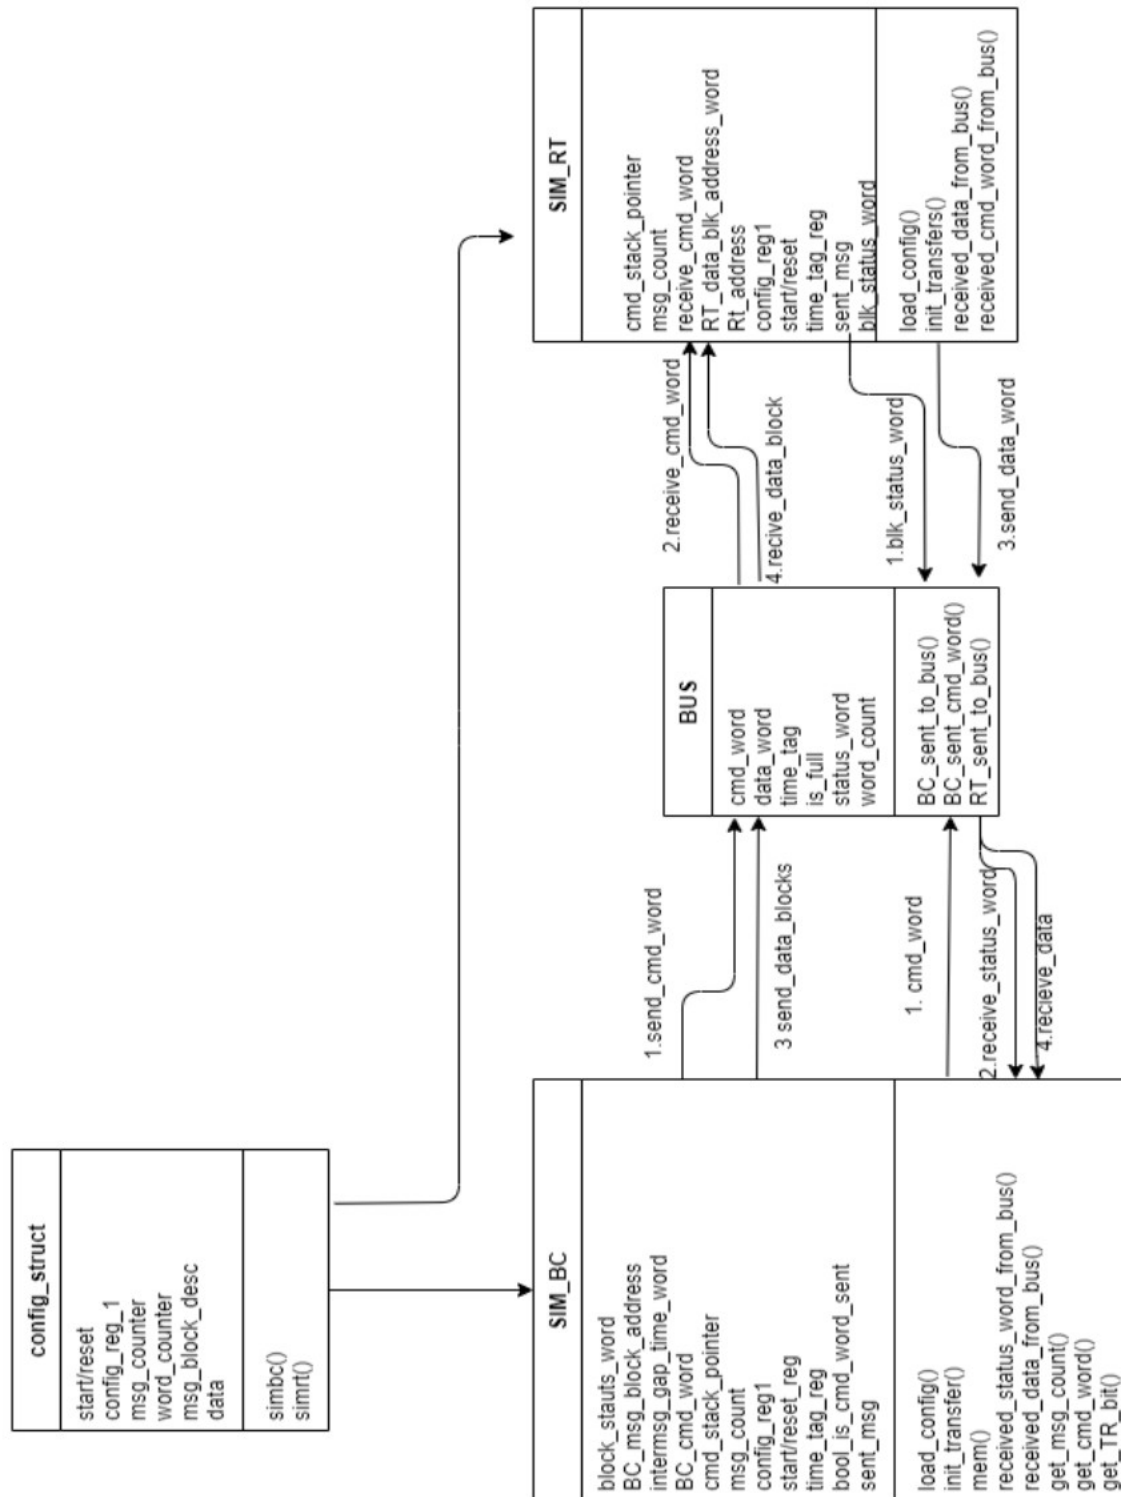 config_struct
start/reset
config_reg_1
msg_counter
word_counter
msg_block_desc
data
simbc()
simrt()
SIM_BC
block_stauts_word
BC_msg_block_address
intermsg_gap_time_word
BC_cmd_word
cmd_stack_pointer
msg_count
config_reg1
start/reset_reg
time_tag_reg
bool_is_cmd_word_sent
sent_msg
load_config()
init_transfer()
mem()
received_status_word_from_bus()
received_data_from_bus()
get_msg_count()
get_cmd_word()
get_TR_bit()
1.send_cmd_word
3 send_data_blocks
1. cmd_word
2.receive_status_word
4.recieve_data
BUS
cmd_word
data_word
time_tag
is_full
status_word
word_count
BC_sent_to_bus()
BC_sent_cmd_word()
RT_sent_to_bus()
2.receive_cmd_word
4.recive_data_block
1.blk_status_word
3.send_data_word
SIM_RT
cmd_stack_pointer
msg_count
receive_cmd_word
RT_data_blk_address_word
Rt_address
config_reg1
start/reset
time_tag_reg
sent_msg
blk_status_word
load_config()
init_transfers()
received_data_from_bus()
received_cmd_word_from_bus()